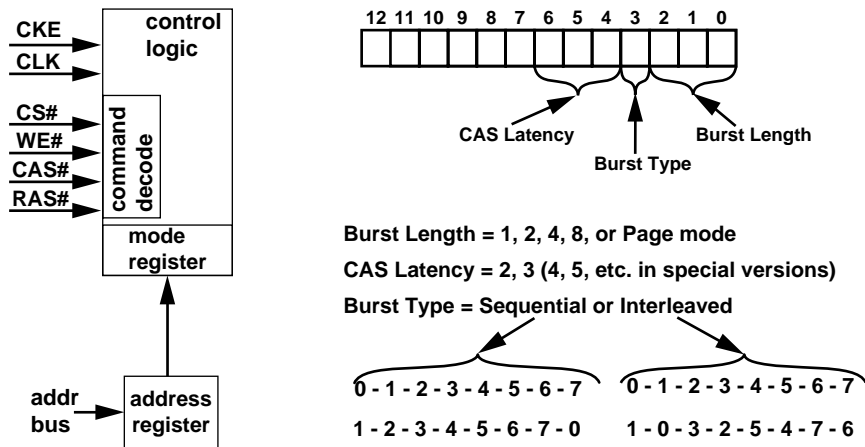 CKE
CLK
CS#
WE#
CAS#
RAS#
control
logic
command
decode
mode
register
addr
bus
address
register
12 11 10 9 8 7 6 5 4 3 2 1 0
CAS Latency
Burst Length
Burst Type
Burst Length = 1, 2, 4, 8, or Page mode
CAS Latency = 2, 3 (4, 5, etc. in special versions)
Burst Type = Sequential or Interleaved
0 - 1 - 2 - 3 - 4 - 5 - 6 - 7
1 - 2 - 3 - 4 - 5 - 6 - 7 - 0
0 - 1 - 2 - 3 - 4 - 5 - 6 - 7
1 - 0 - 3 - 2 - 5 - 4 - 7 - 6